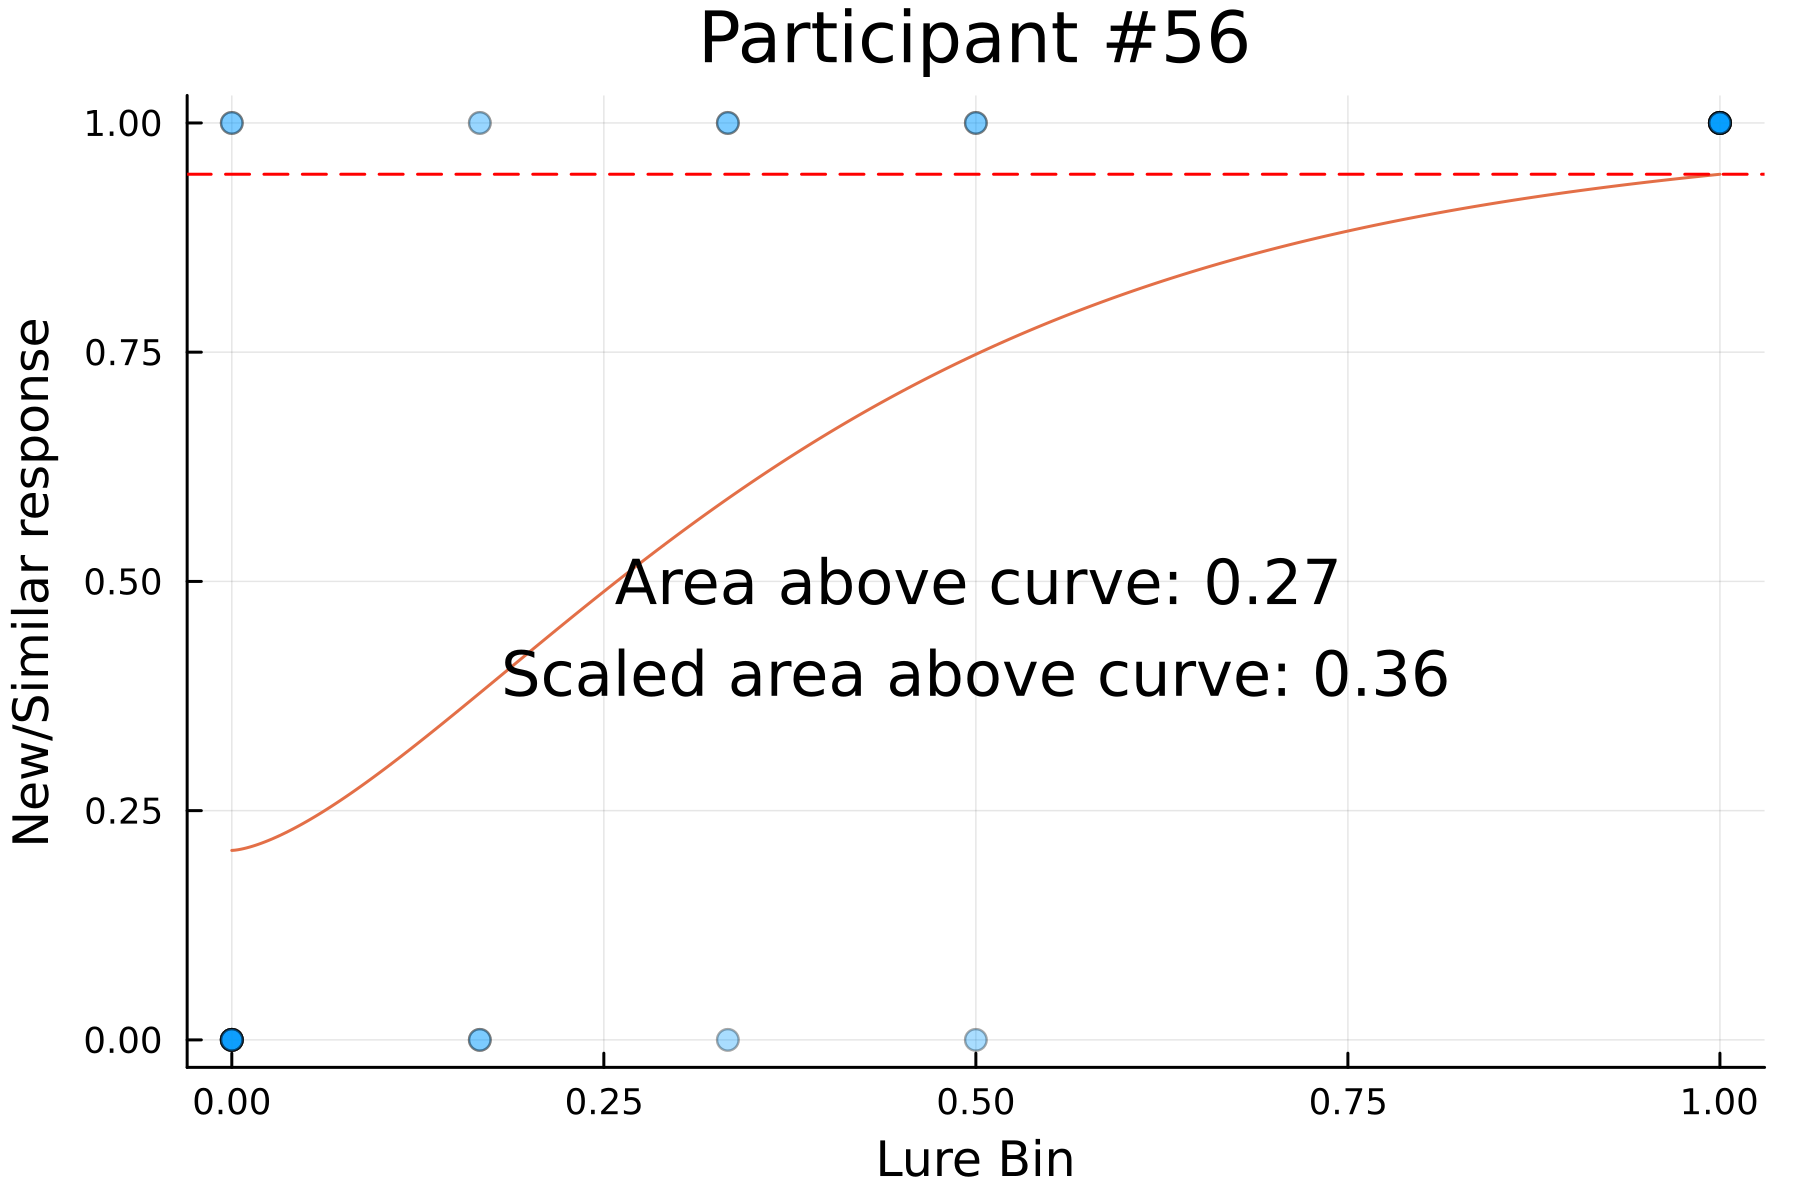 Participant #56
1.00
0.75
0.50
0.25
0.00
New/Similar response
Area above curve: 0.27
Scaled area above curve: 0.36
0.00 0.25 0.50 0.75 1.00
Lure Bin